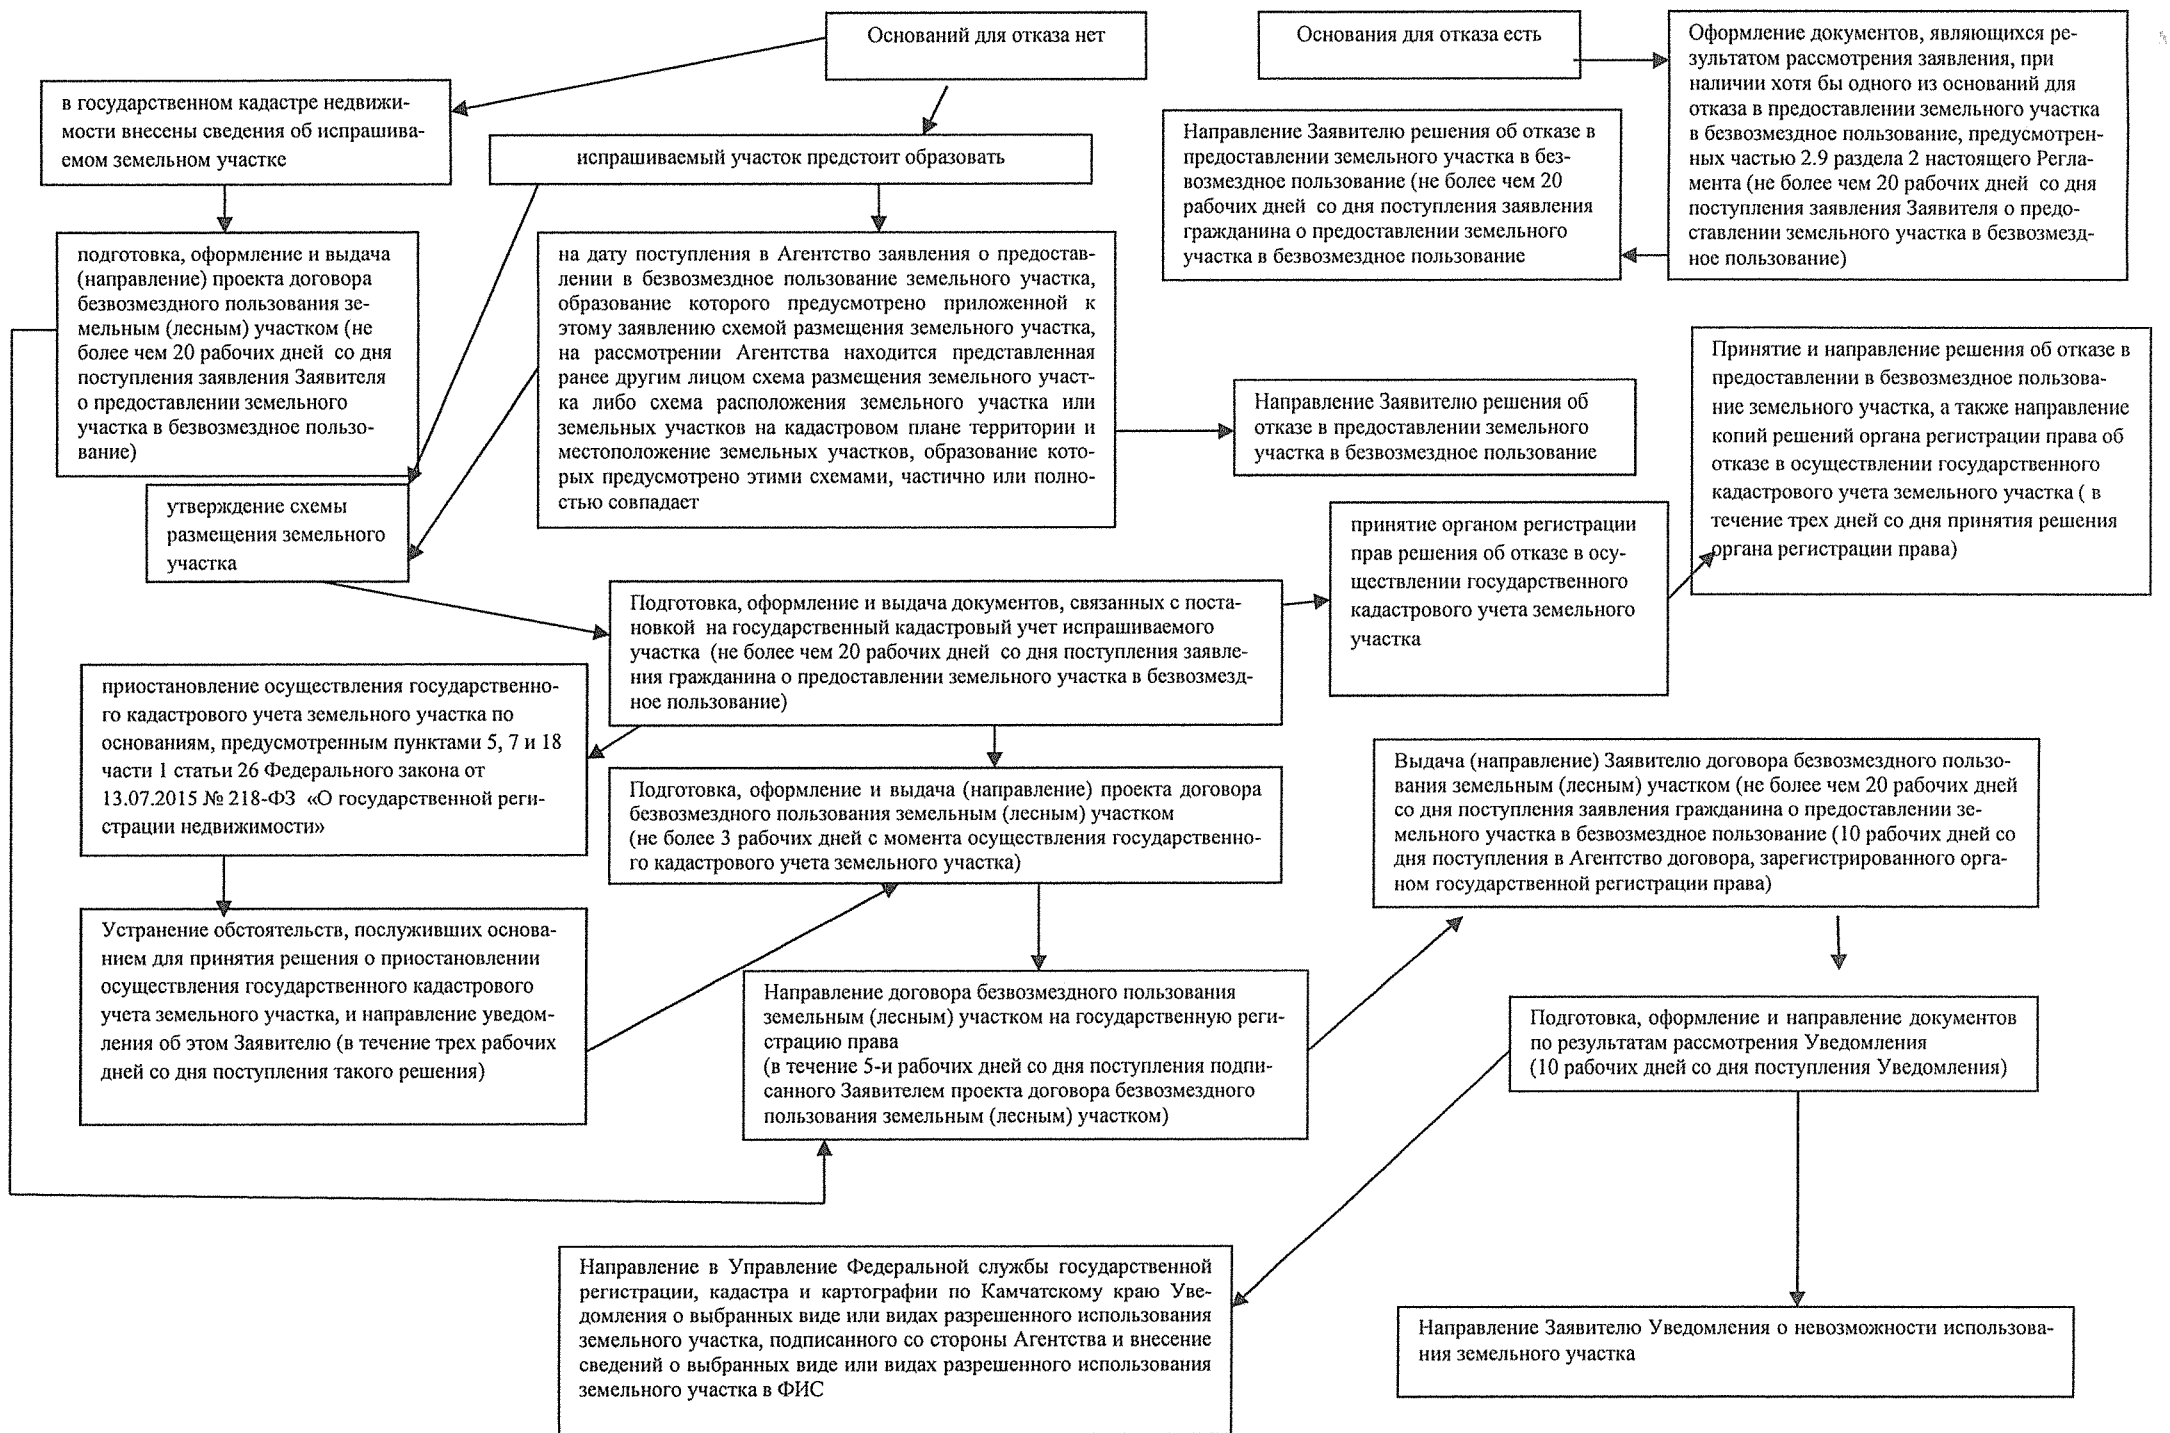 Оснований для отказа нет
Основания для отказа есть
Оформление документов, являющихся ре-
зультатом рассмотрения заявления, при
наличии хотя бы одного из оснований для
отказа в предоставлении земельного участка
в безвозмездное пользование, предусмотрен-
ных частью 2.9 раздела 2 настоящего Регла-
мента (не более чем 20 рабочих дней со дня
поступления заявления Заявителя о предо-
ставлении земельного участка в безвозмезд-
ное пользование)
в государственном кадастре недвижи-
мости внесены сведения об испрашива-
емом земельном участке
испрашиваемый участок предстоит образовать
Направление Заявителю решения об отказе в
предоставлении земельного участка в без-
возмездное пользование (не более чем 20
рабочих дней со дня поступления заявления
гражданина о предоставлении земельного
участка в безвозмездное пользование
подготовка, оформление и выдача
(направление) проекта договора
безвозмездного пользования зе-
мельным (лесным) участком (не
более чем 20 рабочих дней со дня
поступления заявления Заявителя
о предоставлении земельного
участка в безвозмездное пользо-
вание)
на дату поступления в Агентство заявления о предостав-
лении в безвозмездное пользование земельного участка,
образование которого предусмотрено приложенной к
этому заявлению схемой размещения земельного участка,
на рассмотрении Агентства находится представленная
ранее другим лицом схема размещения земельного участ-
ка либо схема расположения земельного участка или
земельных участков на кадастровом плане территории и
местоположение земельных участков, образование кото-
рых предусмотрено этими схемами, частично или полно-
стью совпадает
Направление Заявителю решения об
отказе в предоставлении земельного
участка в безвозмездное пользование
Принятие и направление решения об отказе в
предоставлении в безвозмездное пользова-
ние земельного участка, а также направление
копий решений органа регистрации права об
отказе в осуществлении государственного
кадастрового учета земельного участка ( в
течение трех дней со дня принятия решения
органа регистрации права)
утверждение схемы
размещения земельного
участка
принятие органом регистрации
прав решения об отказе в осу-
ществлении государственного
кадастрового учета земельного
участка
Подготовка, оформление и выдача документов, связанных с поста-
новкой на государственный кадастровый учет испрашиваемого
участка (не более чем 20 рабочих дней со дня поступления заявле-
ния гражданина о предоставлении земельного участка в безвозмезд-
ное пользование)
приостановление осуществления государственно-
го кадастрового учета земельного участка по
основаниям, предусмотренным пунктами 5, 7 и 18
части 1 статьи 26 Федерального закона от
13.07.2015 № 218-ФЗ «О государственной реги-
страции недвижимости»
Подготовка, оформление и выдача (направление) проекта договора
безвозмездного пользования земельным (лесным) участком
(не более 3 рабочих дней с момента осуществления государственно-
го кадастрового учета земельного участка)
Выдача (направление) Заявителю договора безвозмездного пользо-
вания земельным (лесным) участком (не более чем 20 рабочих дней
со дня поступления заявления гражданина о предоставлении зе-
мельного участка в безвозмездное пользование (10 рабочих дней со
дня поступления в Агентство договора, зарегистрированного орга-
ном государственной регистрации права)
Устранение обстоятельств, послуживших основа-
нием для принятия решения о приостановлении
осуществления государственного кадастрового
учета земельного участка, и направление уведом-
ления об этом Заявителю (в течение трех рабочих
дней со дня поступления такого решения)
Направление договора безвозмездного пользования
земельным (лесным) участком на государственную реги-
страцию права
(в течение 5-и рабочих дней со дня поступления подпи-
санного Заявителем проекта договора безвозмездного
пользования земельным (лесным) участком)
Подготовка, оформление и направление документов
по результатам рассмотрения Уведомления
(10 рабочих дней со дня поступления Уведомления)
Направление в Управление Федеральной службы государственной
регистрации, кадастра и картографии по Камчатскому краю Уве-
домления о выбранных виде или видах разрешенного использования
земельного участка, подписанного со стороны Агентства и внесение
сведений о выбранных виде или видах разрешенного использования
земельного участка в ФИС
Направление Заявителю Уведомления о невозможности использова-
ния земельного участка